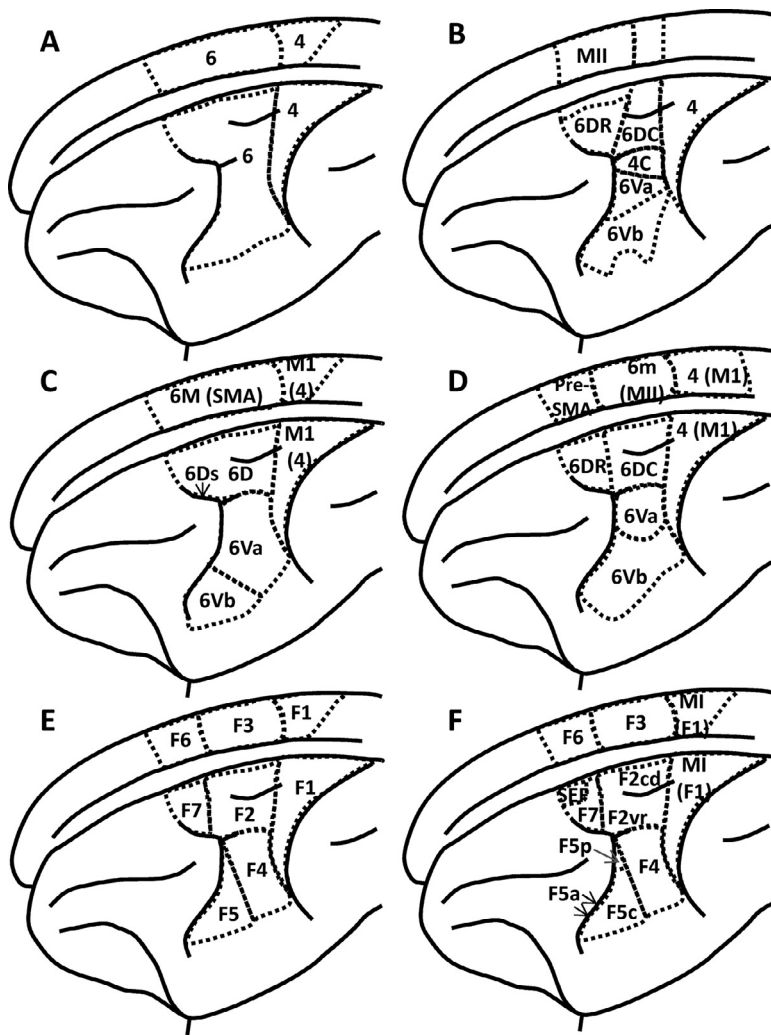 A
6
4
4
6
B
MII
6DR
6DC
4
4C
6Va
6Vb
C
6M (SMA)
M1
(4)
M1
(4)
6Ds
6D
6Va
6Vb
D
Pre-
SMA
6m
(MII)
4 (M1)
4 (M1)
6DR
6DC
6Va
6Vb
E
F6
F3
F1
F7
F2
F1
F4
F5
F
F6
F3
MI
(F1)
SEF
F7
F2cd
F2vr
MI
(F1)
F5p
F4
F5a
F5c